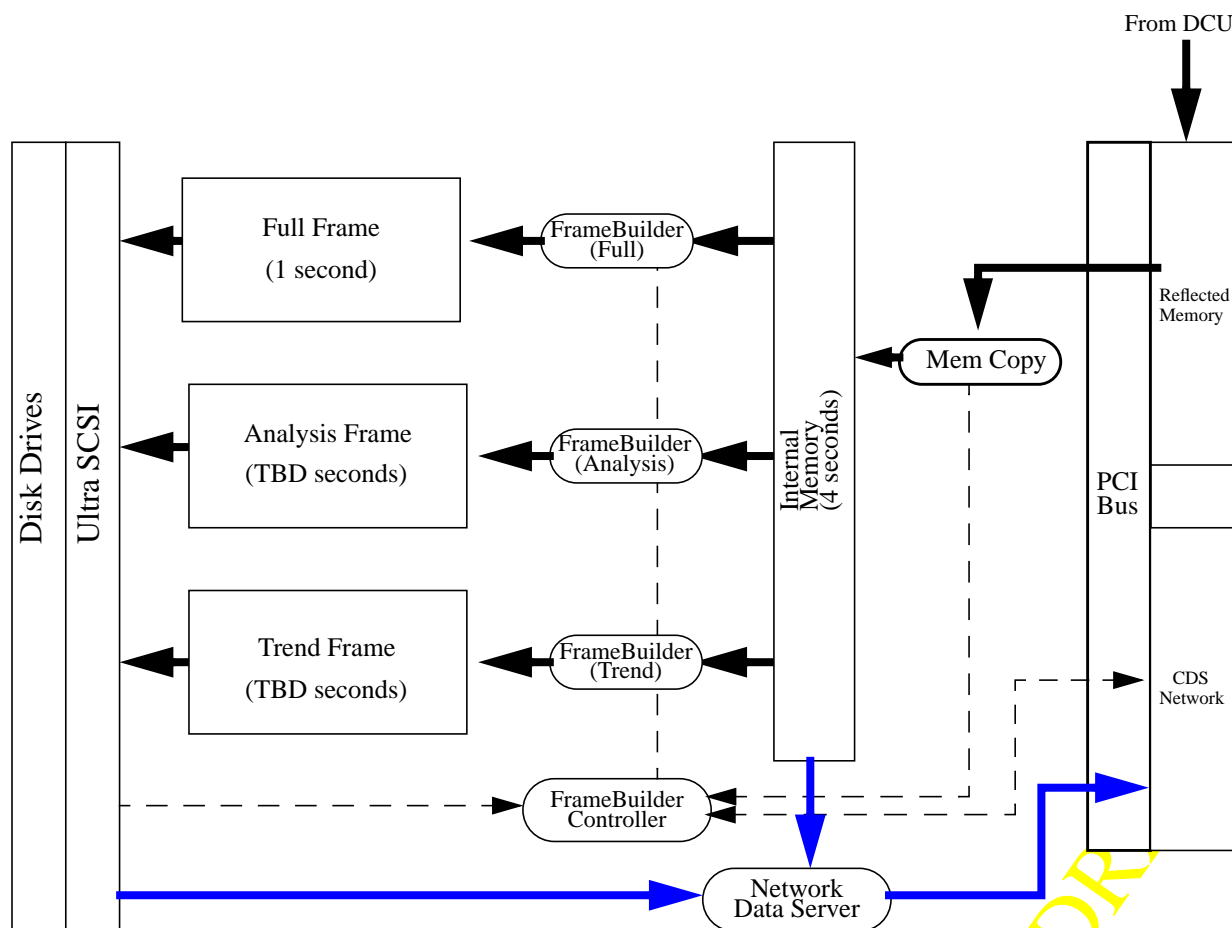 From DCU
Full Frame
(1 second)
FrameBuilder
(Full)
Reflected
Memory
Mem Copy
Disk Drives
Ultra SCSI
Analysis Frame
(TBD seconds)
FrameBuilder
(Analysis)
Internal
Memory
(4 seconds)
PCI
Bus
Trend Frame
(TBD seconds)
FrameBuilder
(Trend)
CDS
Network
FrameBuilder
Controller
Network
Data Server